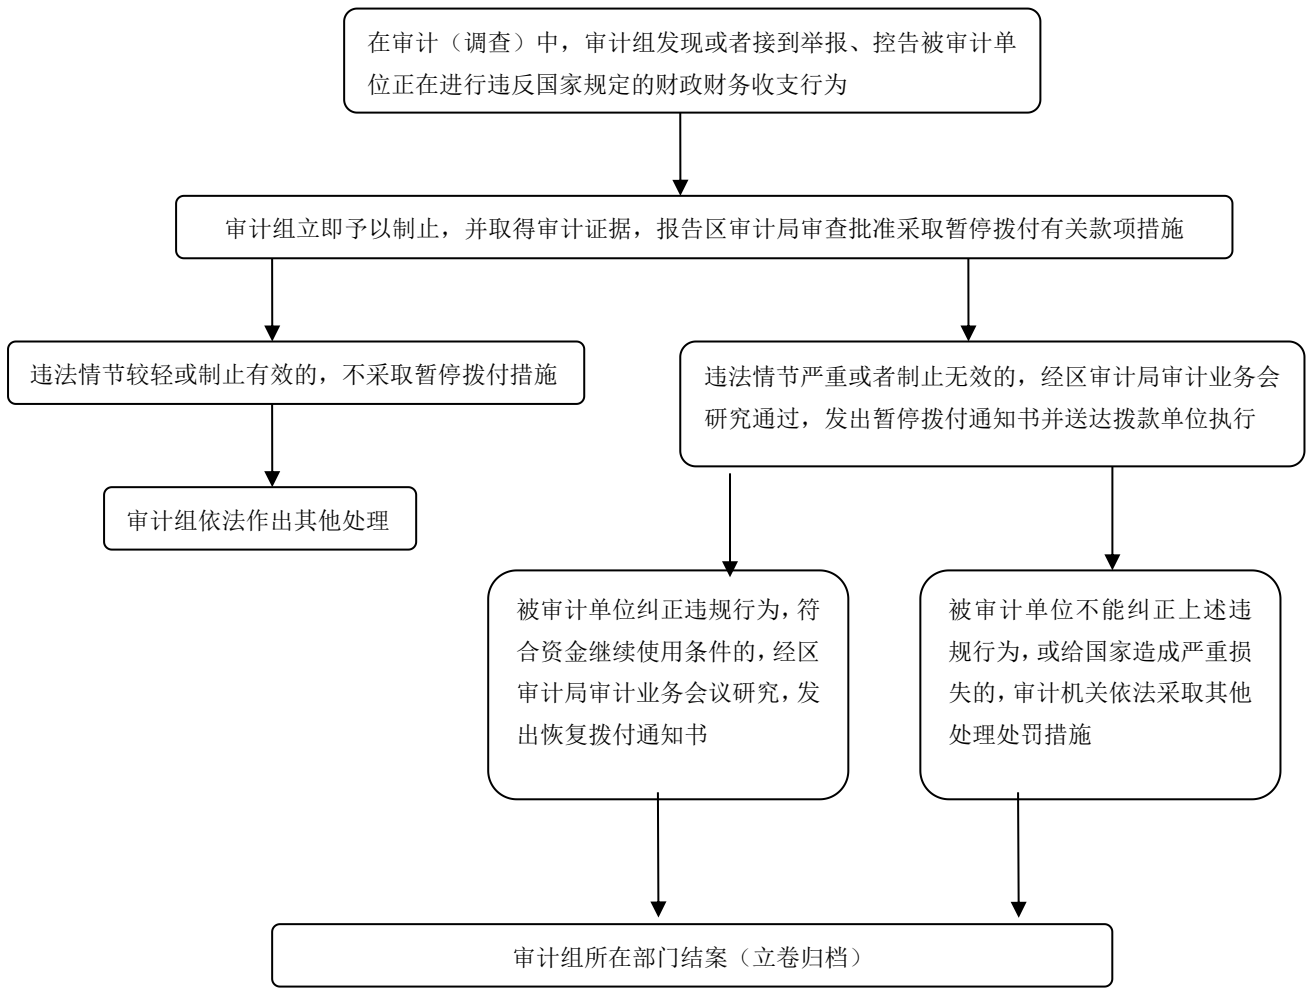 在审计（调查）中，审计组发现或者接到举报、控告被审计单
位正在进行违反国家规定的财政财务收支行为
审计组立即予以制止，并取得审计证据，报告区审计局审查批准采取暂停拨付有关款项措施
违法情节较轻或制止有效的，不采取暂停拨付措施
违法情节严重或者制止无效的，经区审计局审计业务会
研究通过，发出暂停拨付通知书并送达拨款单位执行
审计组依法作出其他处理
被审计单位纠正违规行为，符
合资金继续使用条件的，经区
审计局审计业务会议研究，发
出恢复拨付通知书
被审计单位不能纠正上述违
规行为，或给国家造成严重损
失的，审计机关依法采取其他
处理处罚措施
审计组所在部门结案（立卷归档）